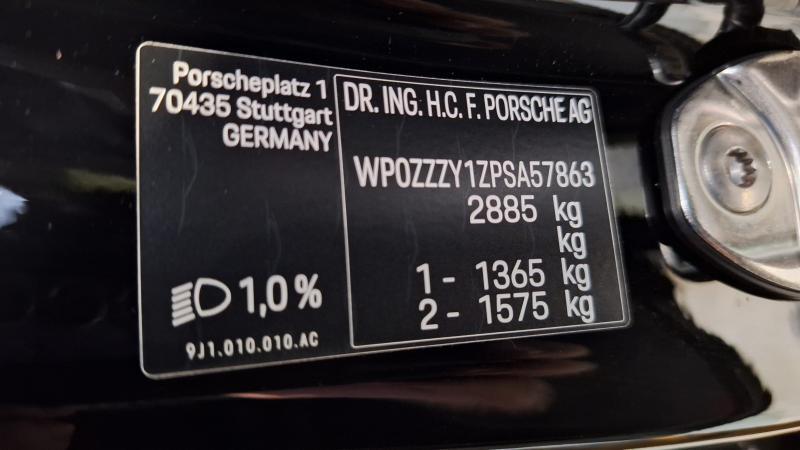 Porscheplatz 1
70435 Stuttgart
GERMANY
1,0 %
9J1.010.010.AC
DR. ING. H.C. F. PORSCHE AG
WP0ZZZY1ZPSA57863
2885 kg
kg
1 - 1365 kg
2 - 1575 kg